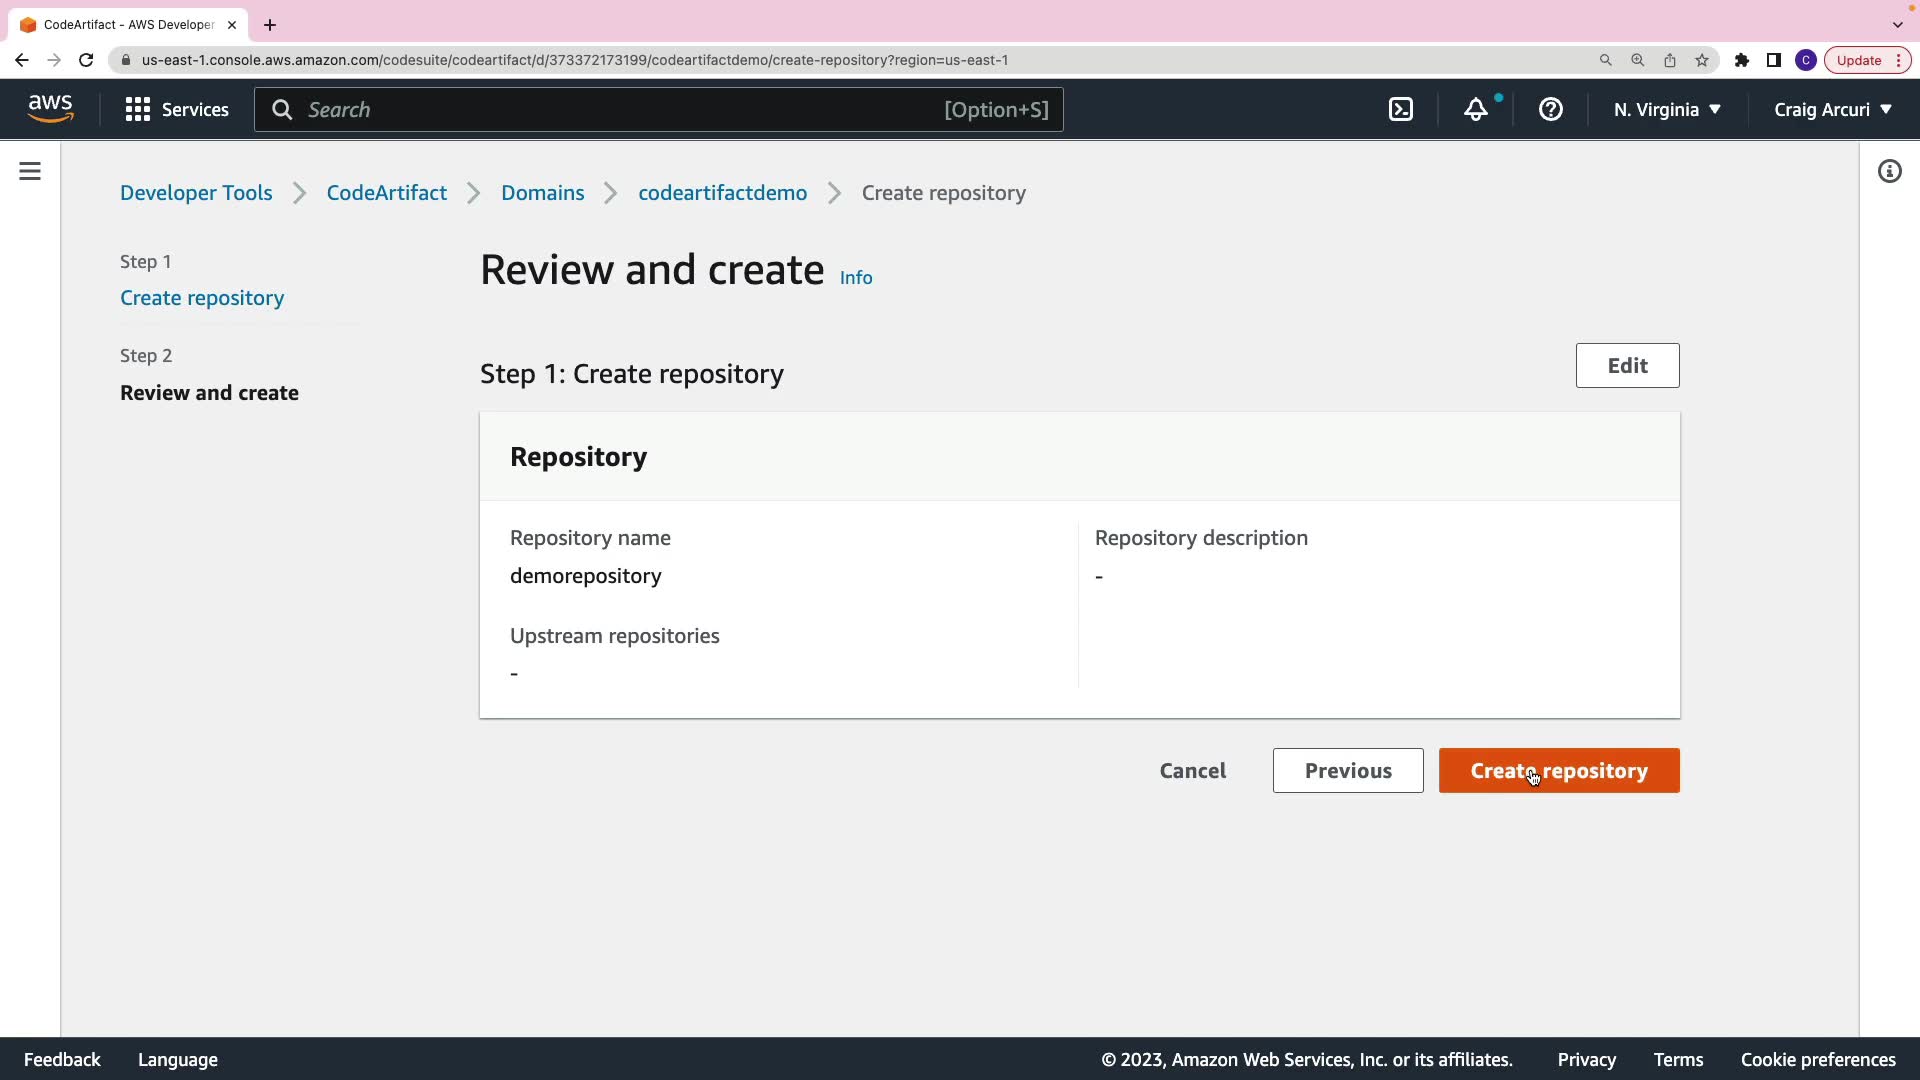 CodeArtifact - AWS Developer
us-east-1.console.aws.amazon.com/codesuite/codeartifact/d/373372173199/codeartifactdemo/create-repository?region=us-east-1
C
Update
aws
Services
Search
[Option+S]
N. Virginia
Craig Arcuri
Developer Tools
CodeArtifact
Domains
codeartifactdemo
Create repository
Step 1
Create repository
Step 2
Review and create
Review and create Info
Step 1: Create repository
Edit
Repository
Repository name
demorepository
Repository description
-
Upstream repositories
-
Cancel
Previous
Create repository
Feedback
Language
© 2023, Amazon Web Services, Inc. or its affiliates.
Privacy
Terms
Cookie preferences